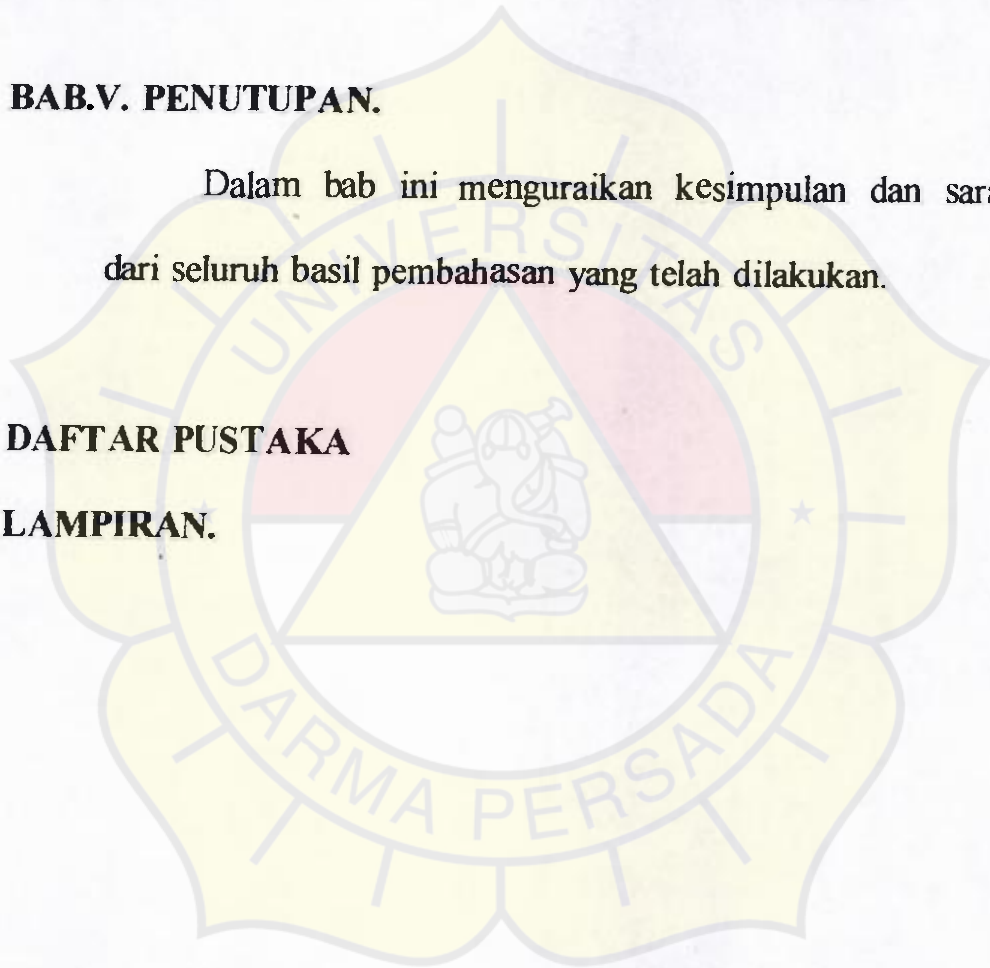 BAB.V. PENUTUPAN.
Dalam bab ini menguraikan kesimpulan dan sara
dari seluruh basil pembahasan yang telah dilakukan.
DAFTAR PUSTAKA
LAMPIRAN.
UNIVERSITAS
DARMA PERSADA